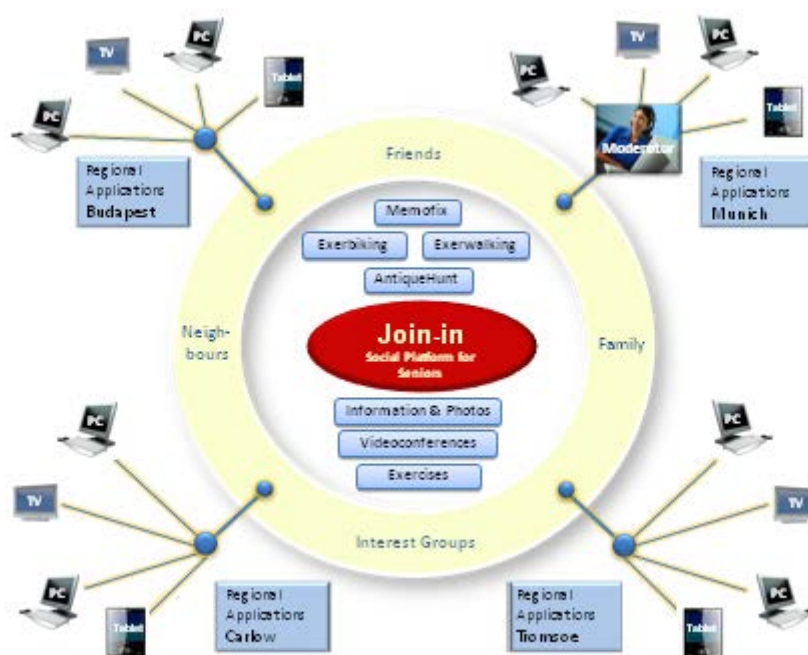 PC
TV
PC
Tablet
PC
TV
PC
Tablet
Moderator
Regional
Applications
Budapest
Regional
Applications
Munich
Friends
Memofix
Exerbiking
Exerwalking
AntiqueHunt
Neigh-
bours
Join-in
Social Platform for
Seniors
Family
Information & Photos
Videoconferences
Exercises
Interest Groups
PC
TV
PC
Tablet
Regional
Applications
Carlow
Regional
Applications
Tromsoe
PC
TV
PC
Tablet